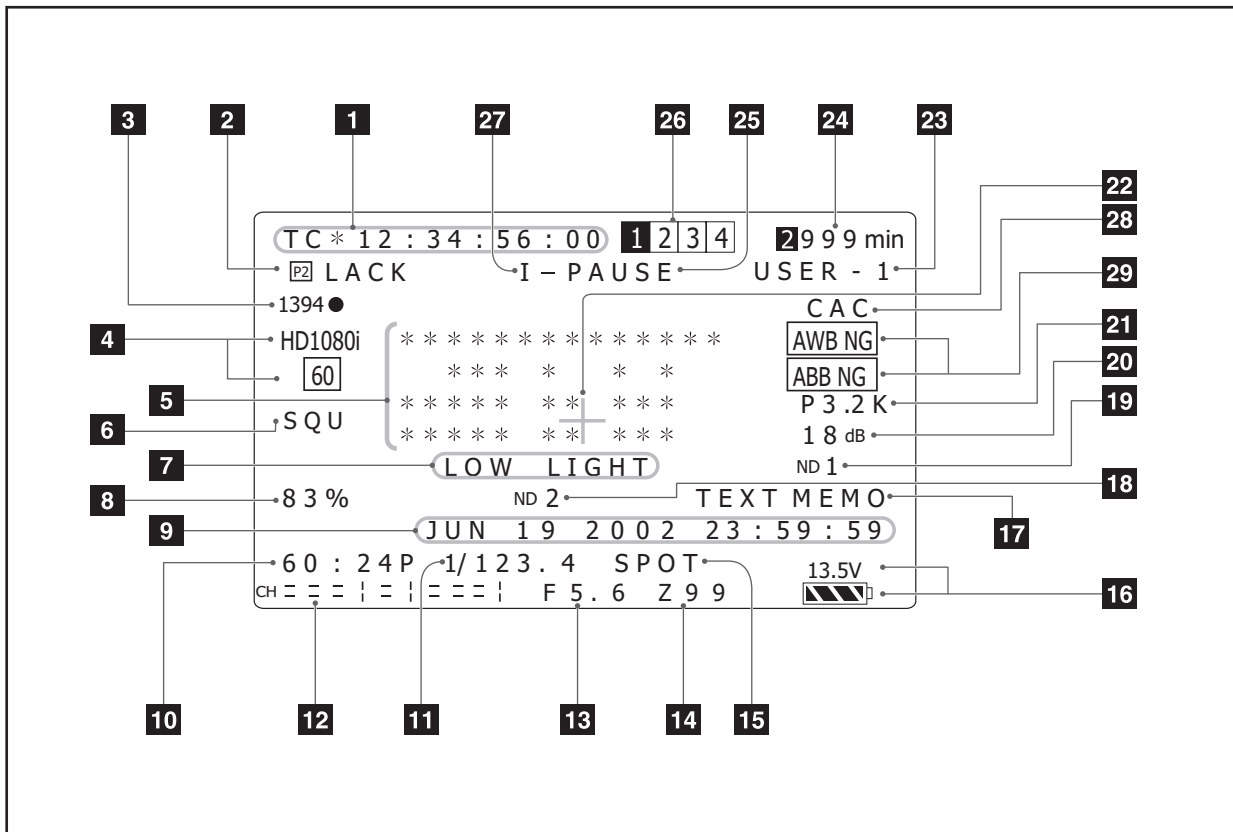 3 2 1 27 26 25 24 23
22
28
TC*12:34:56:00 1 2 3 4 2 999 min
2 P2 LACK I-PAUSE USER-1
29
3 1394●
CAC
4 HD1080i ************** AWB NG
21
60 *** * * * ABB NG
20
5 ***** ** *** P3.2K
19
6 SQU ***** ** *** 18 dB
7 LOW LIGHT ND 1
18
8 83% ND 2 TEXT MEMO
17
9 JUN 19 2002 23:59:59
60:24P 1/123.4 SPOT 13.5V
16
CH F5.6 Z99
10 12 11 13 14 15